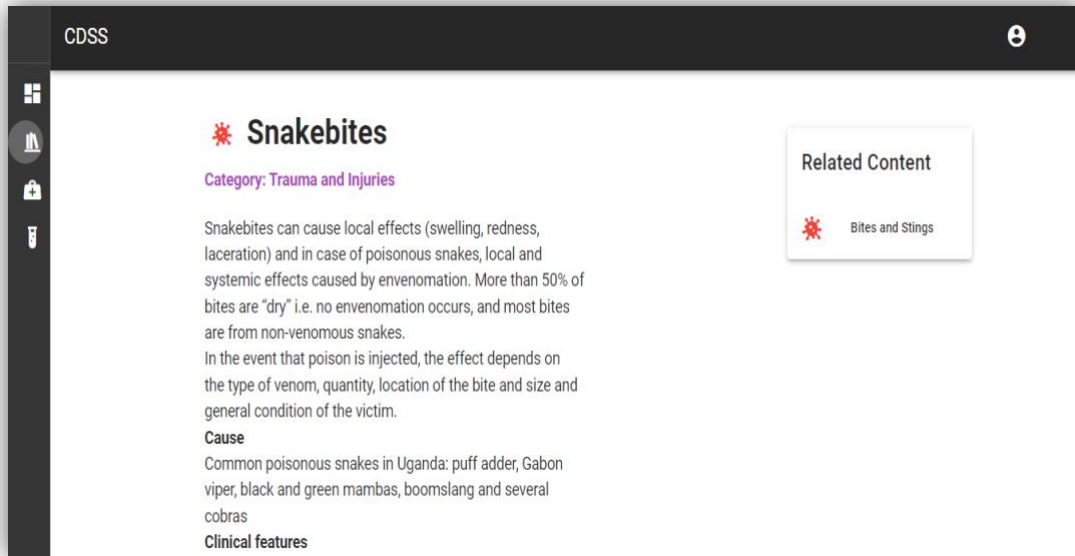 CDSS
Snakebites
Category: Trauma and Injuries
Snakebites can cause local effects (swelling, redness,
laceration) and in case of poisonous snakes, local and
systemic effects caused by envenomation. More than 50% of
bites are “dry” i.e. no envenomation occurs, and most bites
are from non-venomous snakes.
In the event that poison is injected, the effect depends on
the type of venom, quantity, location of the bite and size and
general condition of the victim.
Cause
Common poisonous snakes in Uganda: puff adder, Gabon
viper, black and green mambas, boomslang and several
cobras
Clinical features
Related Content
Bites and Stings